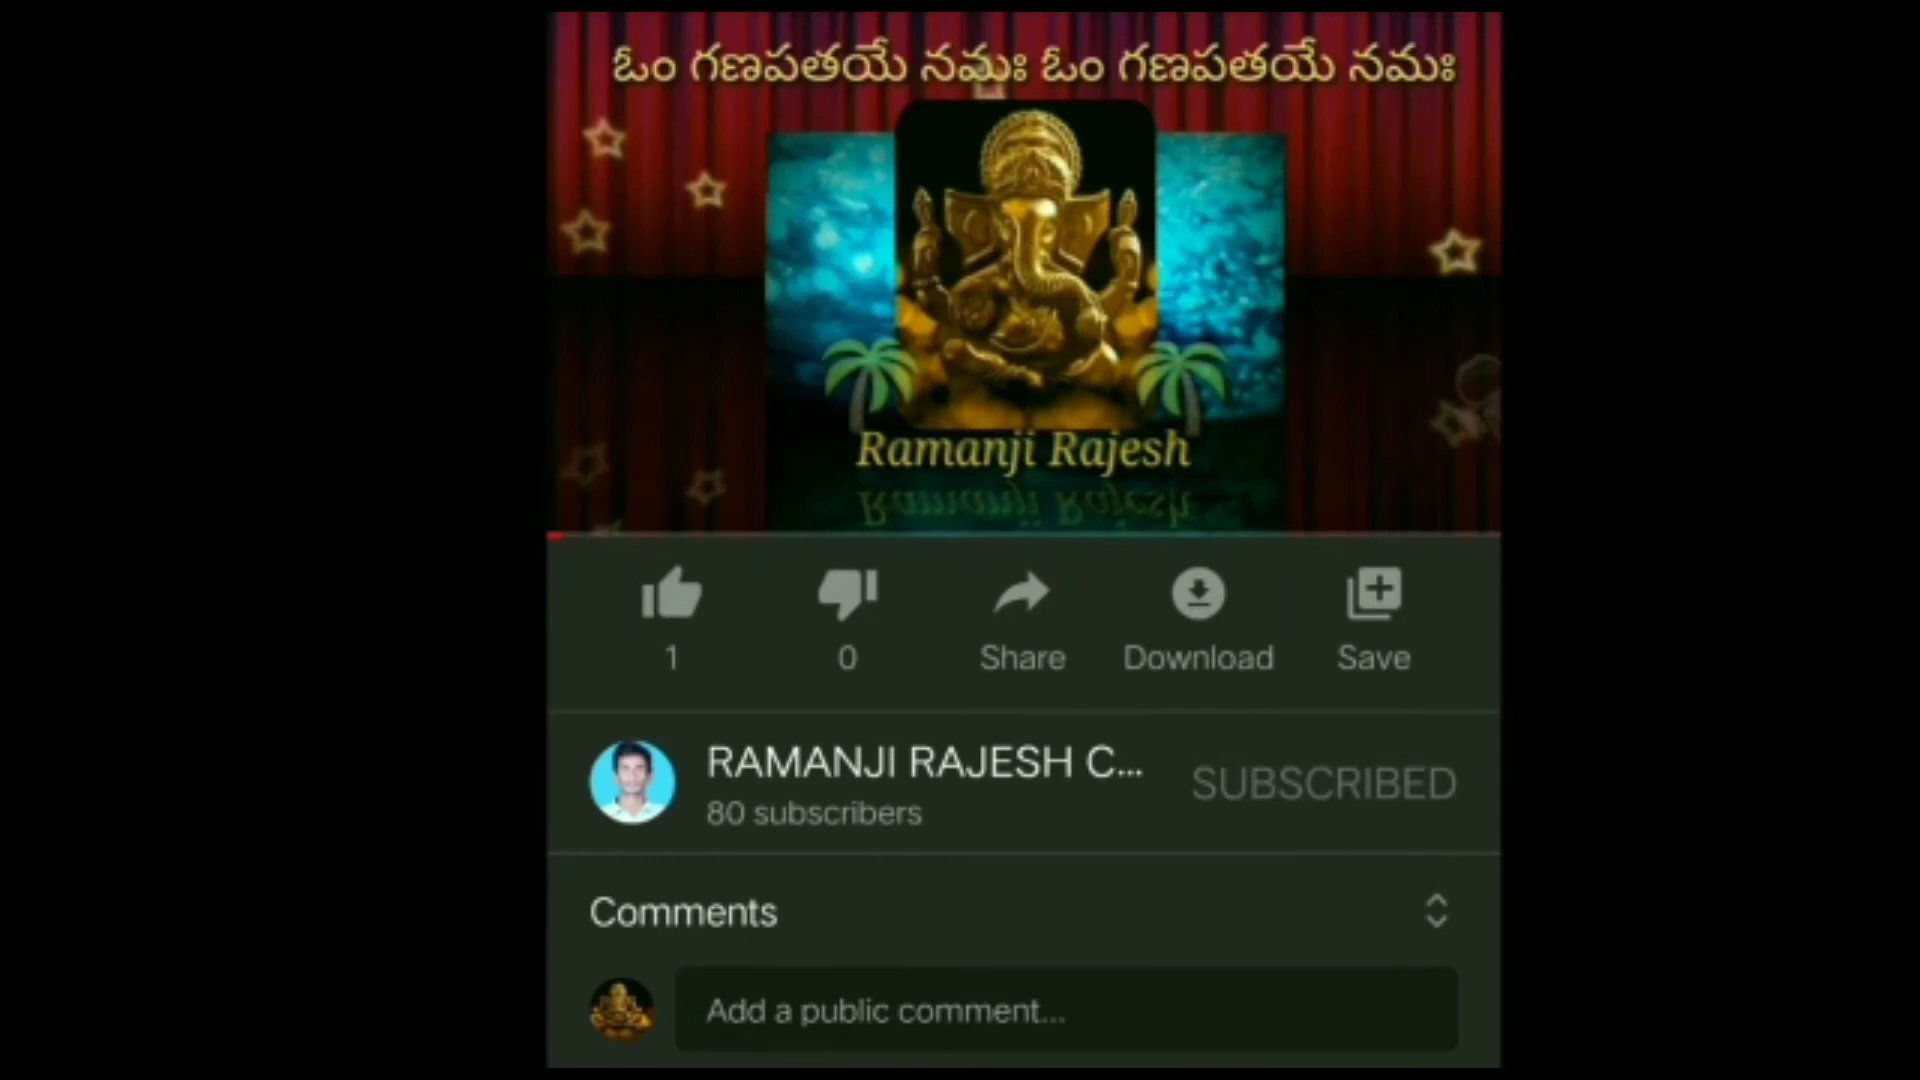 ఓం గణపతయే నమః ఓం గణపతయే నమః
Ramanji Rajesh
1
0
Share
Download
Save
RAMANJI RAJESH C...
80 subscribers
SUBSCRIBED
Comments
Add a public comment...